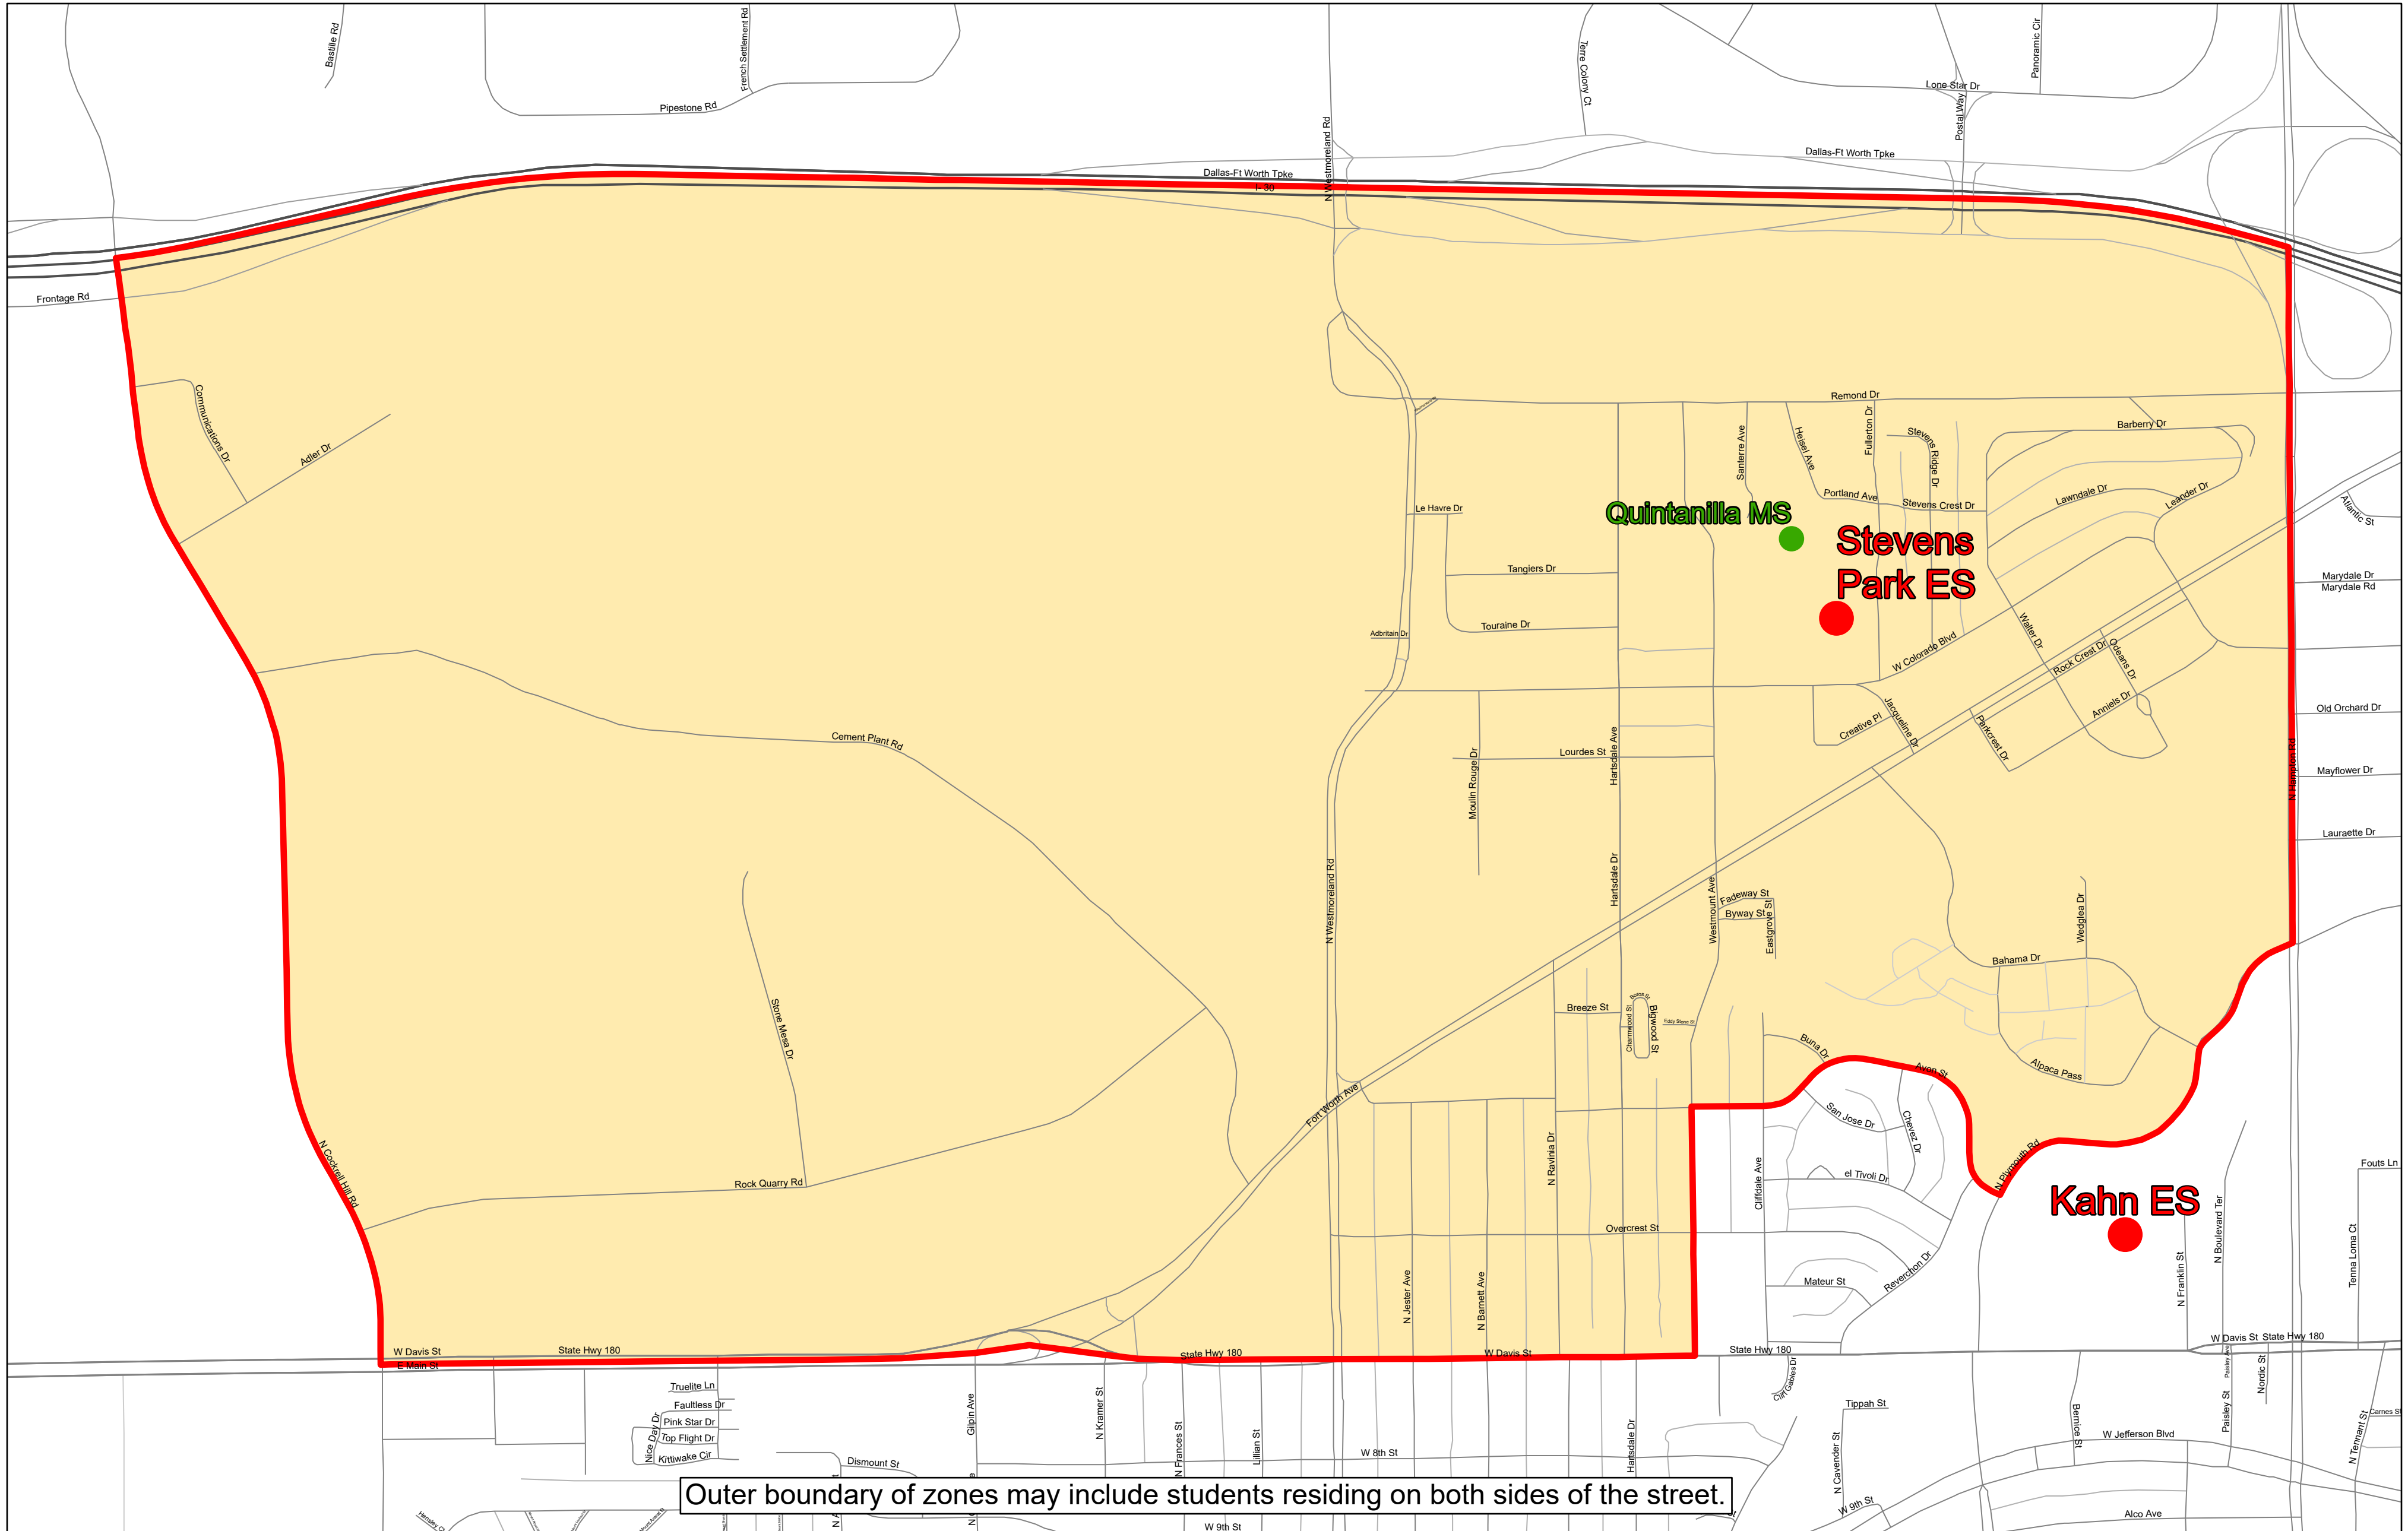 Bastille Rd
French Settlement Rd
Pipestone Rd
N Westmoreland Rd
Terre Colony Ct
Panoramic Cir
Lone Star Dr
Postal Way
Dallas-Ft Worth Tpke
Dallas-Ft Worth Tpke
I- 30
Frontage Rd
Communications Dr
Adler Dr
Remond Dr
Santerre Ave
Heisel Ave
Fullerton Dr
Stevens Ridge Dr
Barberry Dr
Portland Ave
Stevens Crest Dr
Lawndale Dr
Leander Dr
Atlantic St
Le Havre Dr
Quintanilla MS
Stevens
Park ES
Tangiers Dr
Marydale Dr
Marydale Rd
Touraine Dr
Adbritain Dr
W Colorado Blvd
Walter Dr
Rock Crest Dr
Odeans Dr
Anniels Dr
Old Orchard Dr
Jacqueline Dr
Creative Pl
Parkcrest Dr
Cement Plant Rd
Moulin Rouge Dr
Lourdes St
Hartsdale Ave
N Hampton Rd
Mayflower Dr
Lauraette Dr
N Westmoreland Rd
Hartsdale Dr
Westmount Ave
Fadeway St
Byway St
Eastgrove St
Wedglea Dr
Bahama Dr
Stone Mesa Dr
Breeze St
Charmwood St
Bigwood St
Eddy Stone St
Buna Dr
Avon St
Alpaca Pass
Fort Worth Ave
San Jose Dr
Chevez Dr
N Cockrell Hill Rd
N Ravinia Dr
Cliffdale Ave
el Tivoli Dr
N Plymouth Rd
Fouts Ln
Rock Quarry Rd
Kahn ES
Overcrest St
N Boulevard Ter
Tenna Loma Ct
N Jester Ave
N Barnett Ave
Mateur St
Reverchon Dr
N Franklin St
W Davis St
State Hwy 180
E Main St
State Hwy 180
W Davis St
State Hwy 180
W Davis St
State Hwy 180
Truelite Ln
Faultless Dr
Pink Star Dr
Nice Day Dr
Top Flight Dr
Kittiwake Cir
Gilpin Ave
N Kramer St
N Frances St
Lillian St
Hartsdale Dr
Clift Gables Dr
Tippah St
N Cavender St
Bernice St
Paisley Ave
Paisley St
Nordic St
Carnes St
N Tennant St
W Jefferson Blvd
Dismount St
W 8th St
Outer boundary of zones may include students residing on both sides of the street.
W 9th St
W 9th St
Alco Ave